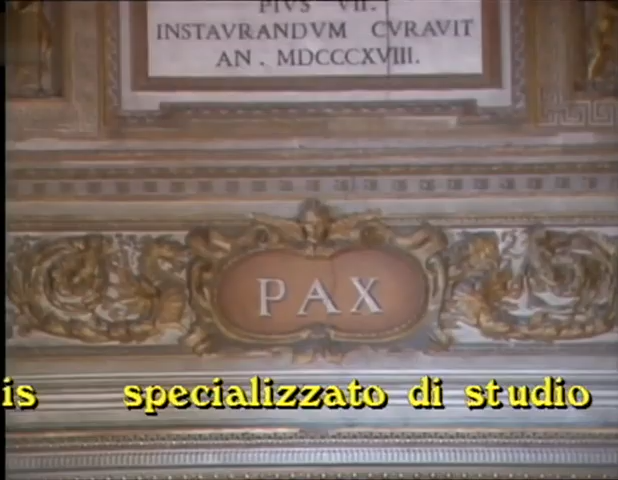 PIVS VII.
INSTAVRANDVM CVRAVIT
AN. MDCCCXVIII.
PAX
is specializzato di studio